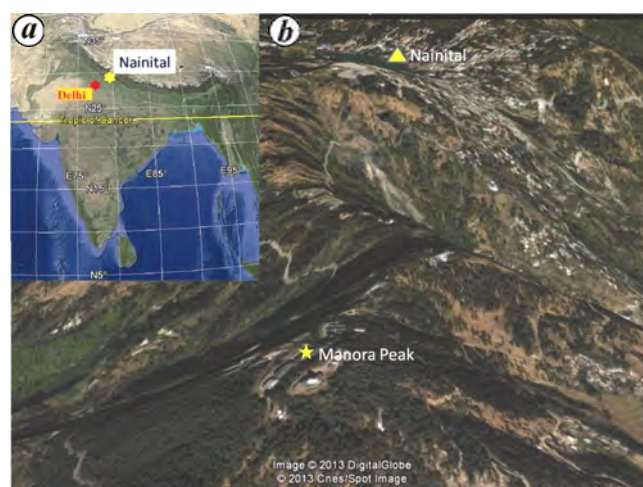 a
N35°
Nainital
Delhi
N25
Tropic of Cancer
E75°
E85°
E95°
N15°
N5°
b
Nainital
Manora Peak
Image © 2013 DigitalGlobe
© 2013 Cnes/Spot Image